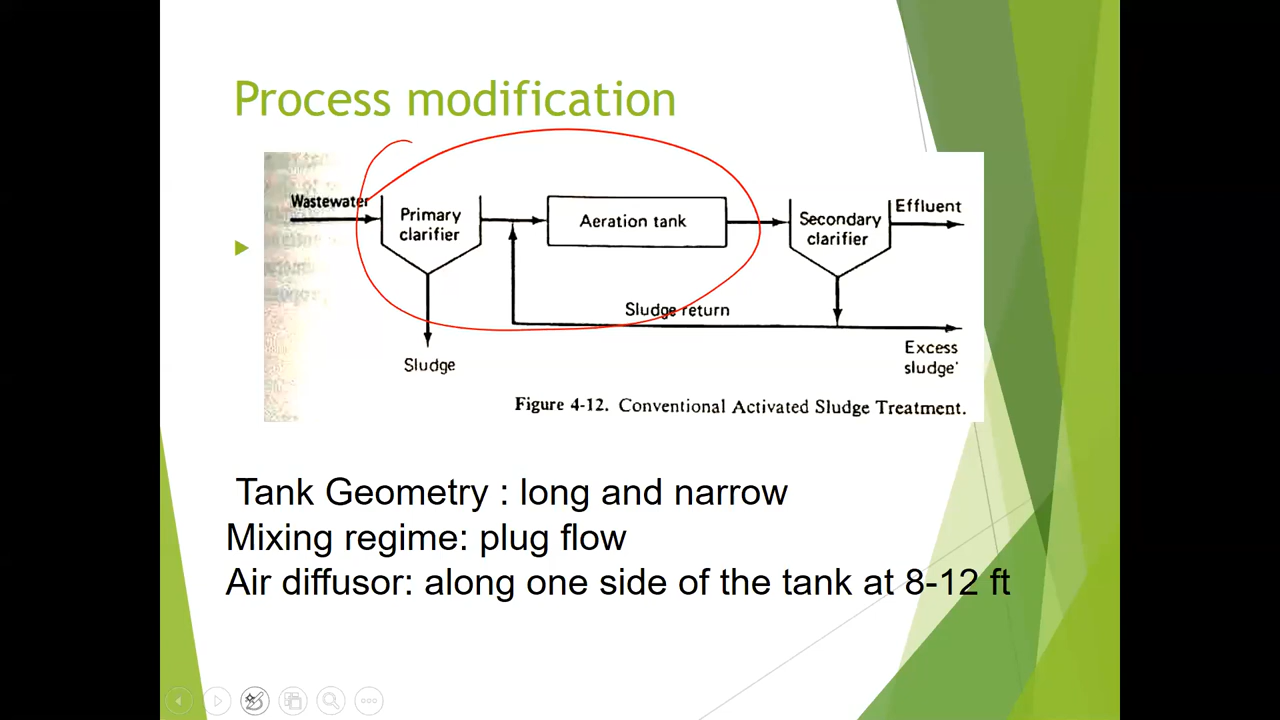 Process modification
Wastewater
Primary
clarifier
Aeration tank
Secondary
clarifier
Effluent
Sludge return
Sludge
Excess
sludge
Figure 4-12. Conventional Activated Sludge Treatment.
Tank Geometry : long and narrow
Mixing regime: plug flow
Air diffusor: along one side of the tank at 8-12 ft